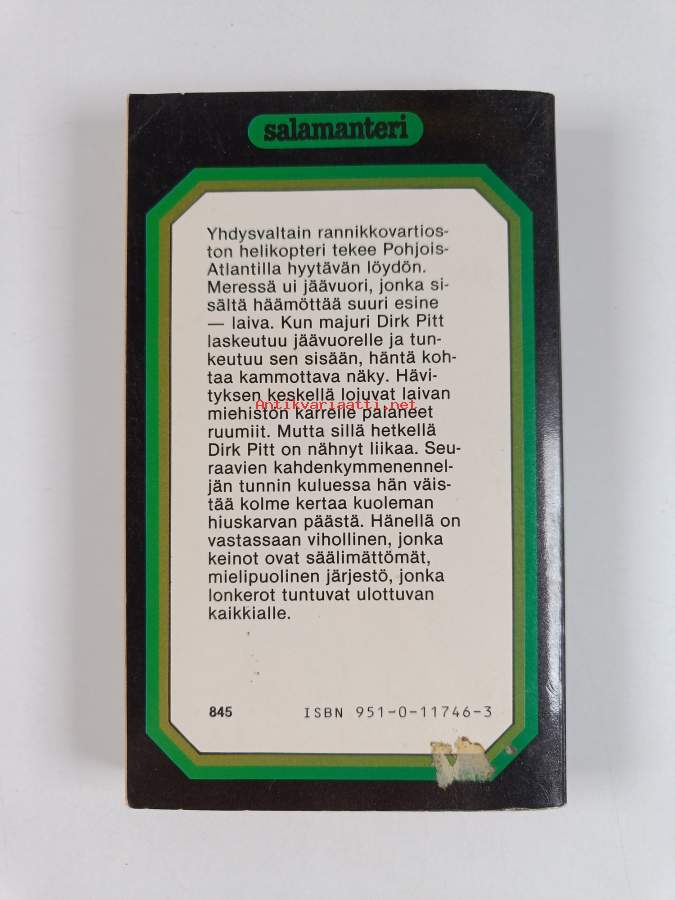 salamanteri
Yhdysvaltain rannikkovartios-
ton helikopteri tekee Pohjois-
Atlantilla hyytävän löydön.
Meressä ui jäävuori, jonka si-
sältä häämöttää suuri esine
— laiva. Kun majuri Dirk Pitt
laskeutuu jäävuorelle ja tun-
keutuu sen sisään, häntä koh-
taa kammottava näky. Hävi-
tyksen keskellä lojuvat laivan
Antikvariaatti.net
miehistön karrelle palaneet
ruumiit. Mutta sillä hetkellä
Dirk Pitt on nähnyt liikaa. Seu-
raavien kahdenkymmenennel-
jän tunnin kuluessa hän väis-
tää kolme kertaa kuoleman
hiuskarvan päästä. Hänellä on
vastassaan vihollinen, jonka
keinot ovat säälimättömät,
mielipuolinen järjestö, jonka
lonkerot tuntuvat ulottuvan
kaikkialle.
845 ISBN 951-0-11746-3